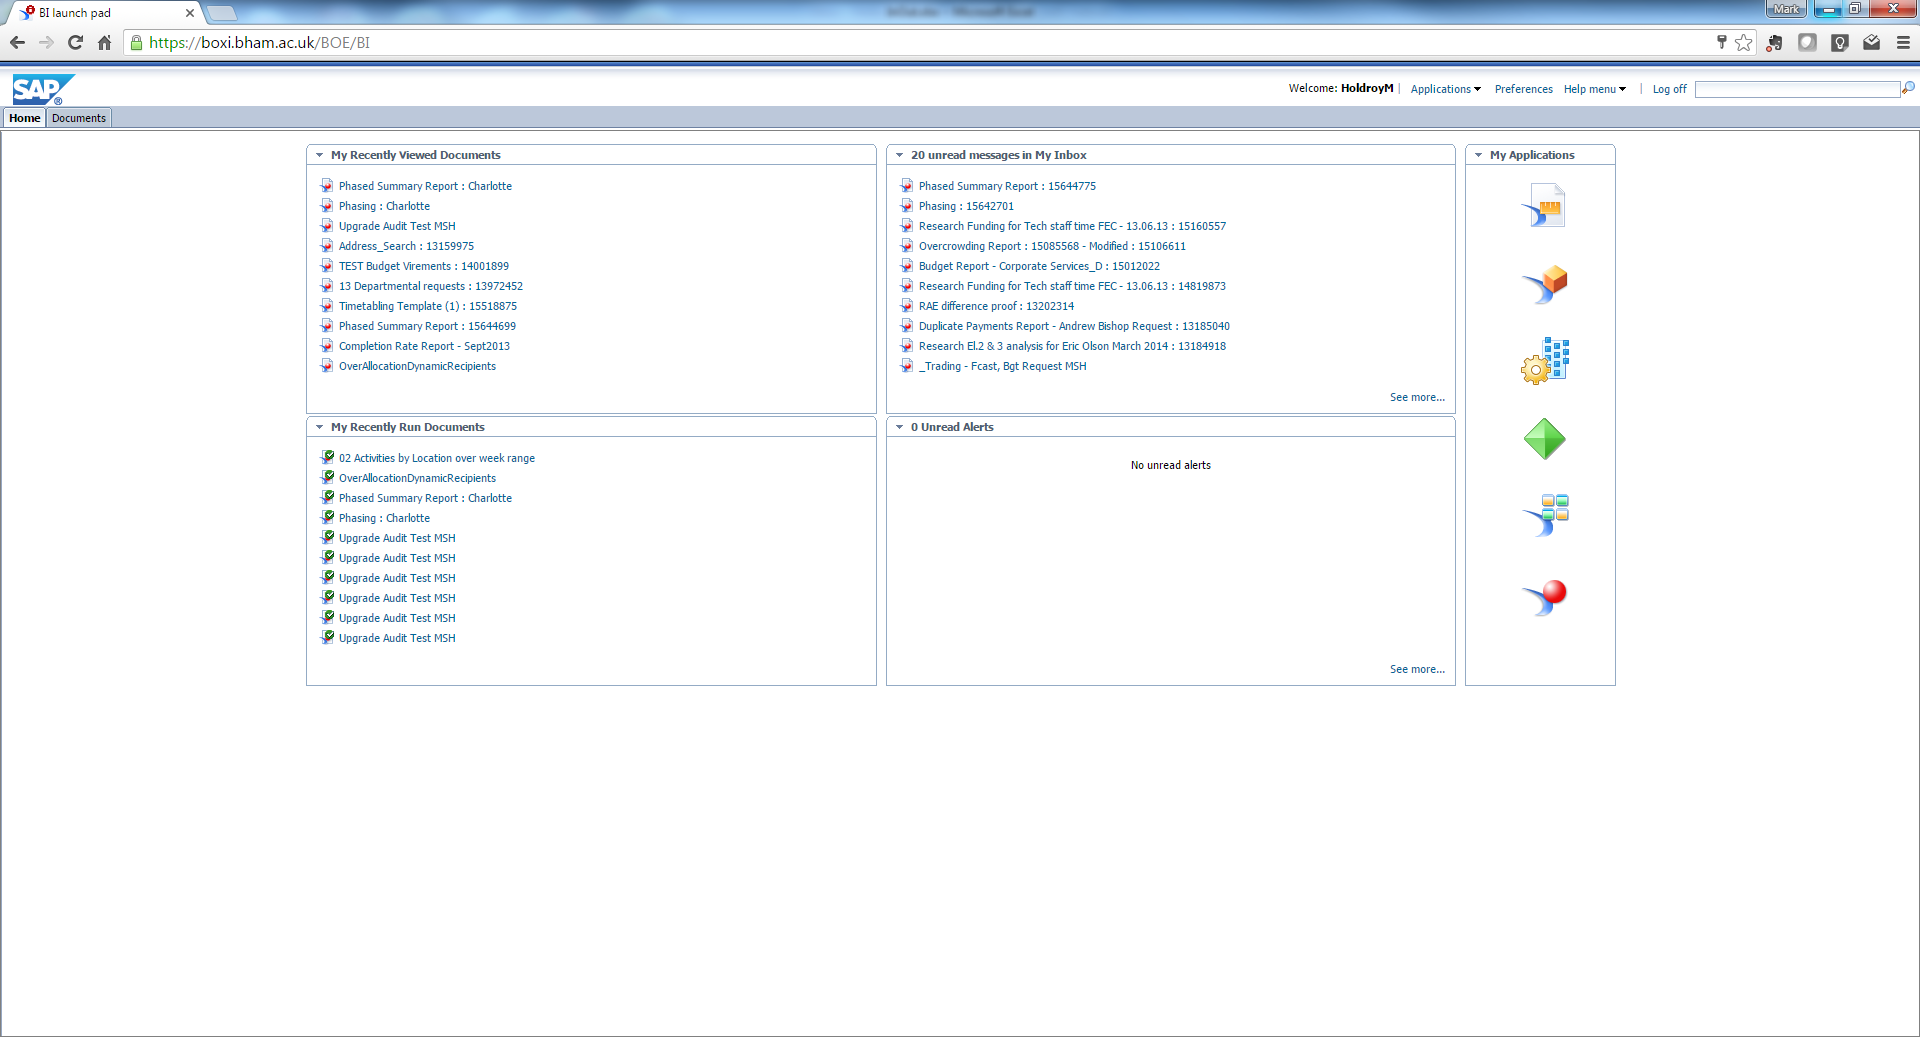 BI launch pad
Mark
https://boxi.bham.ac.uk/BOE/BI
SAP®
Welcome: HoldroyM | Applications Preferences Help menu | Log off
Home Documents
My Recently Viewed Documents
Phased Summary Report : Charlotte
Phasing : Charlotte
Upgrade Audit Test MSH
Address_Search : 13159975
TEST Budget Virements : 14001899
13 Departmental requests : 13972452
Timetabling Template (1) : 15518875
Phased Summary Report : 15644699
Completion Rate Report - Sept2013
OverAllocationDynamicRecipients
20 unread messages in My Inbox
Phased Summary Report : 15644775
Phasing : 15642701
Research Funding for Tech staff time FEC - 13.06.13 : 15160557
Overcrowding Report : 15085568 - Modified : 15106611
Budget Report - Corporate Services_D : 15012022
Research Funding for Tech staff time FEC - 13.06.13 : 14819873
RAE difference proof : 13202314
Duplicate Payments Report - Andrew Bishop Request : 13185040
Research El.2 & 3 analysis for Eric Olson March 2014 : 13184918
_Trading - Fcast, Bgt Request MSH
See more...
My Applications
My Recently Run Documents
02 Activities by Location over week range
OverAllocationDynamicRecipients
Phased Summary Report : Charlotte
Phasing : Charlotte
Upgrade Audit Test MSH
Upgrade Audit Test MSH
Upgrade Audit Test MSH
Upgrade Audit Test MSH
Upgrade Audit Test MSH
Upgrade Audit Test MSH
0 Unread Alerts
No unread alerts
See more...